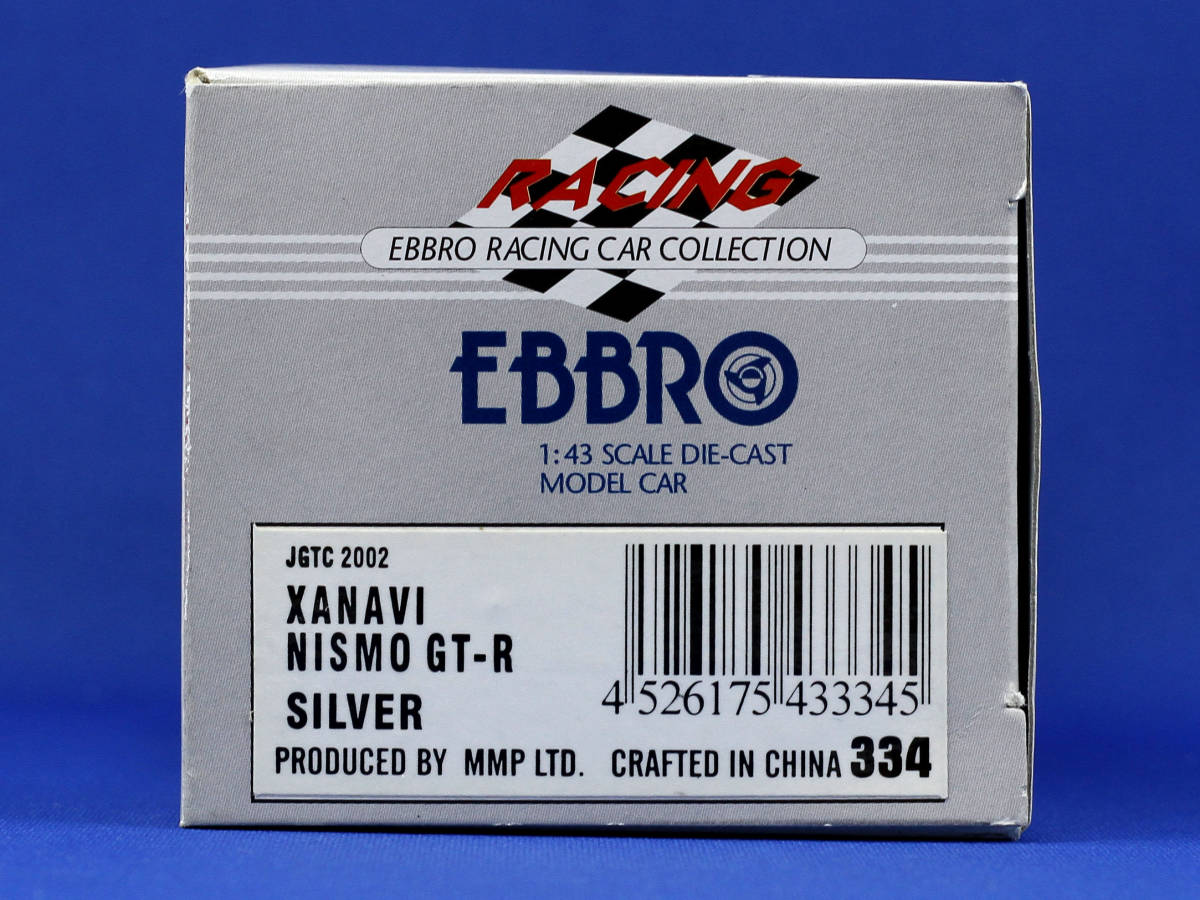 RACING
EBBRO RACING CAR COLLECTION
EBBRO
1:43 SCALE DIE-CAST
MODEL CAR
JGTC 2002
XANAVI
NISMO GT-R
SILVER
4 526175 433345
PRODUCED BY MMP LTD. CRAFTED IN CHINA 334